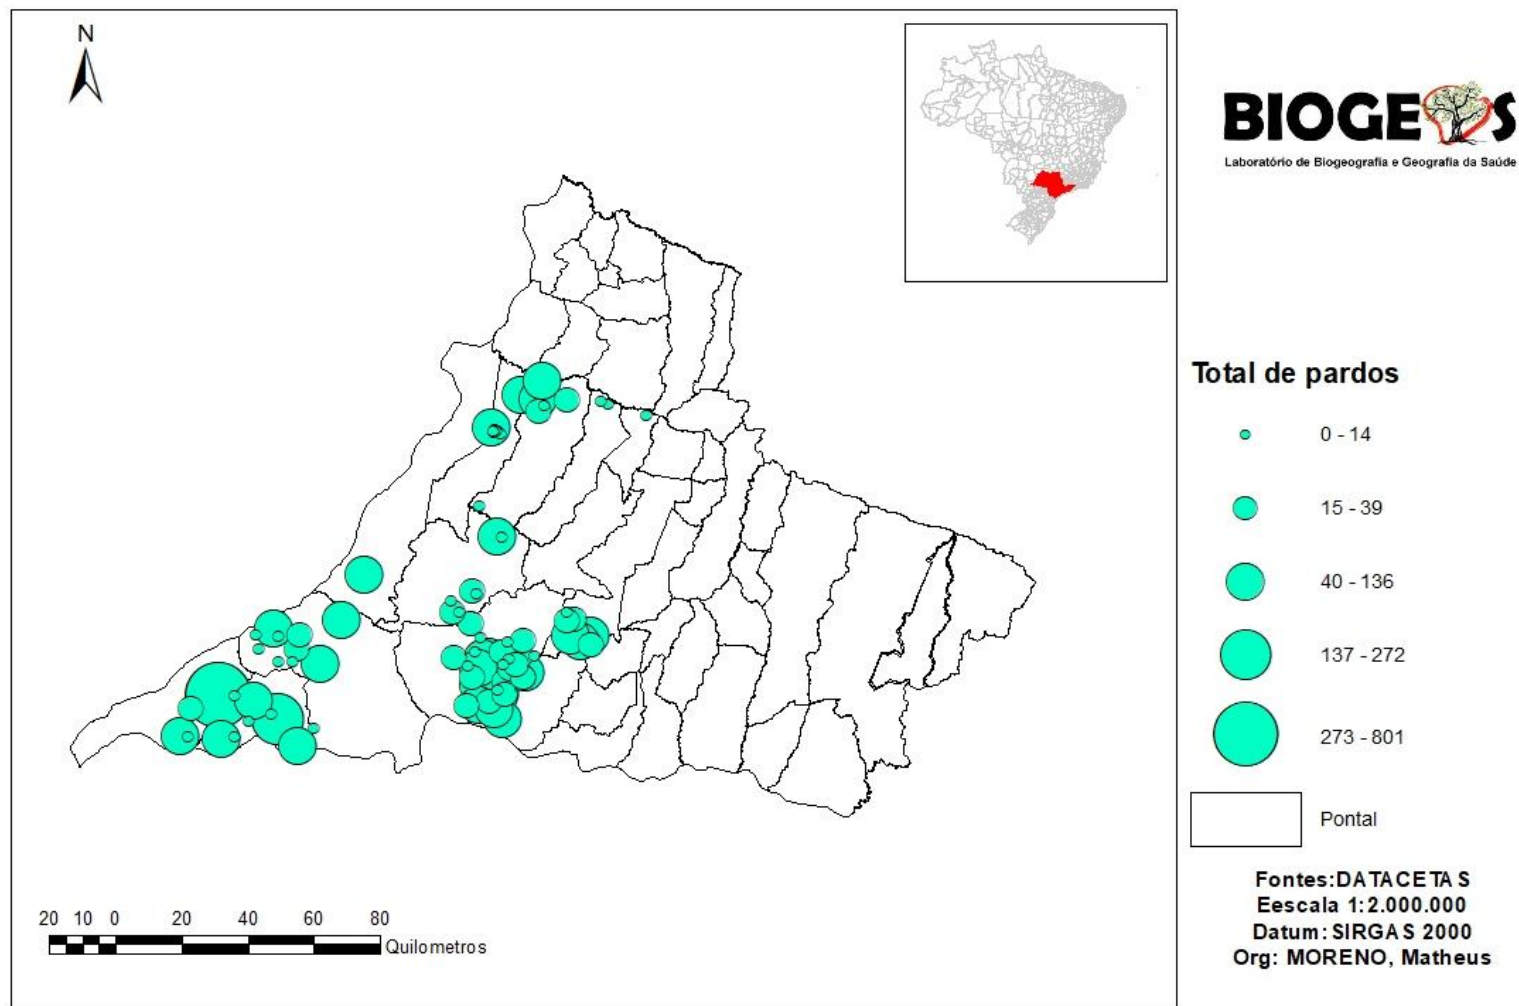 N
BIOGEOS
Laboratório de Biogeografia e Geografia da Saúde
Total de pardos
0 - 14
15 - 39
40 - 136
137 - 272
273 - 801
Pontal
Fontes:DATACETAS
Eescala 1:2.000.000
Datum: SIRGAS 2000
Org: MORENO, Matheus
20 10 0 20 40 60 80
Quilometros